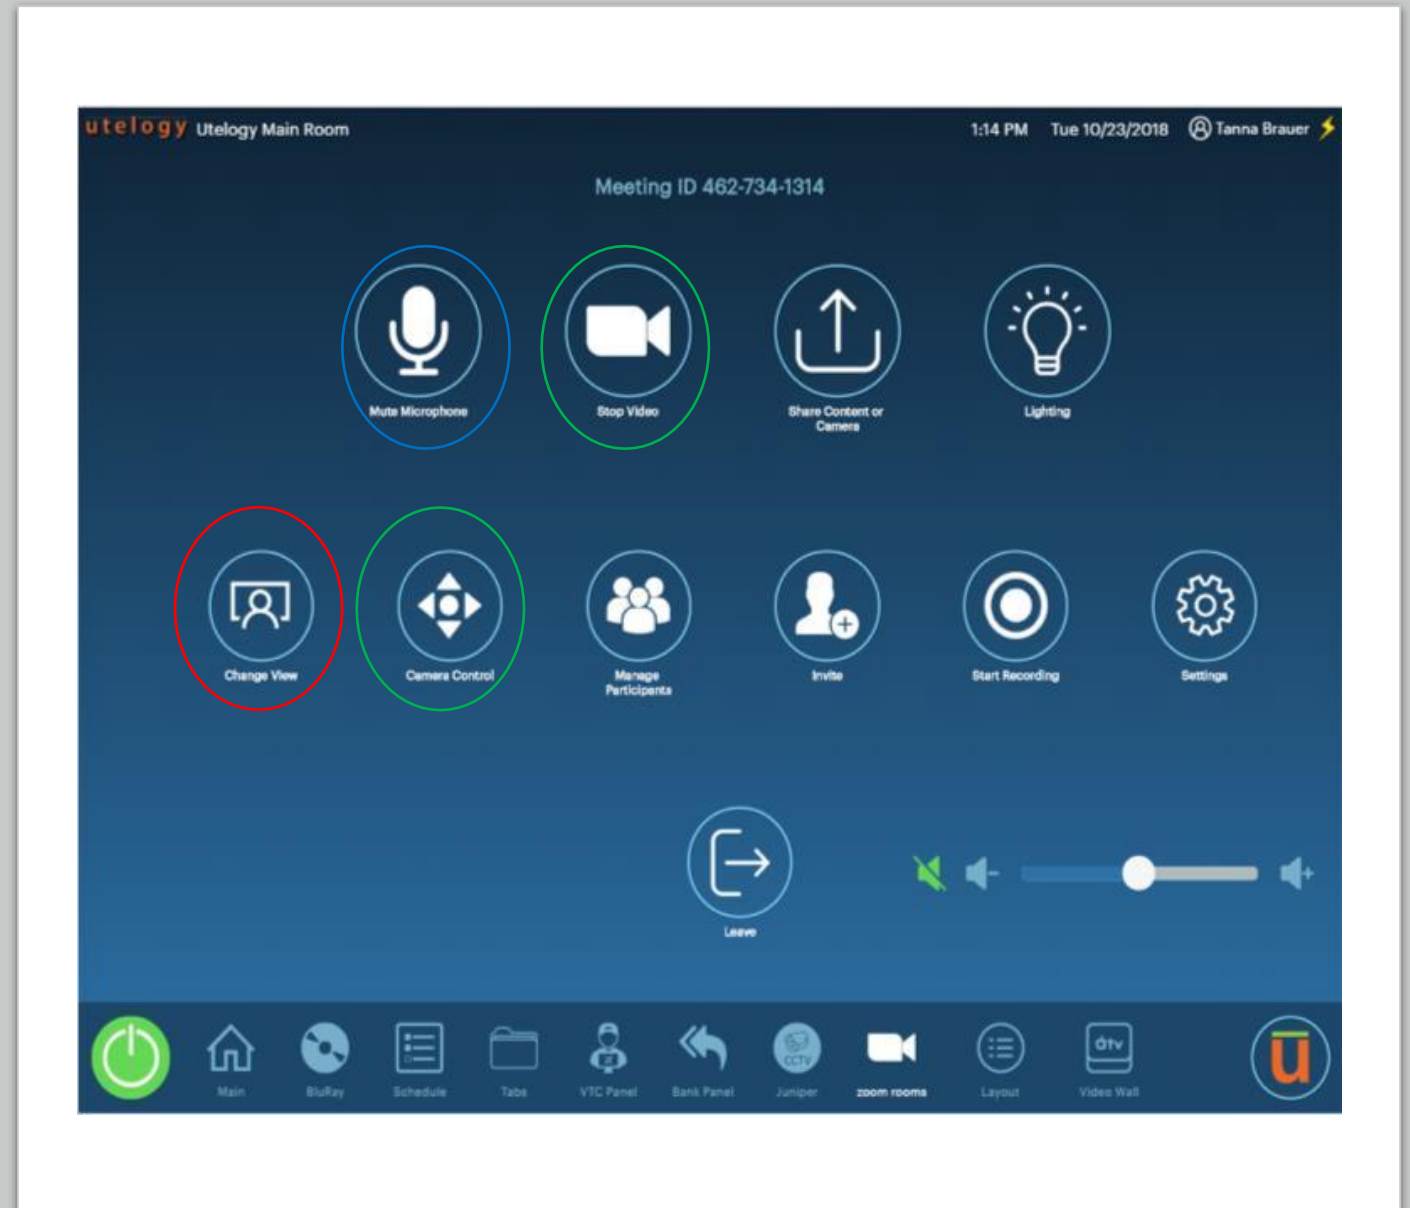 utelogy Utelogy Main Room
1:14 PM Tue 10/23/2018 Tanna Brauer
Meeting ID 462-734-1314
Mute Microphone
Stop Video
Share Content or
Camera
Lighting
Change View
Camera Control
Manage
Participants
Invite
Start Recording
Settings
Leave
Main
BluRay
Schedule
Tabs
VTC Panel
Bank Panel
CCTV
Juniper
zoom rooms
Layout
dtv
Video Wall
u